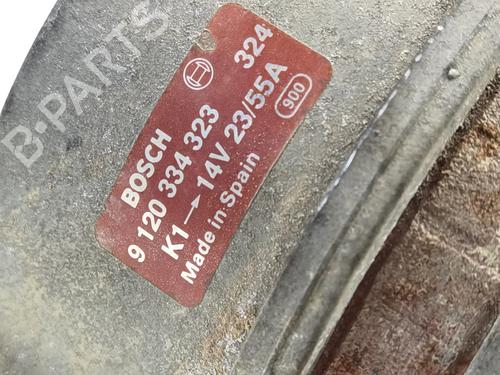 B-PARTS
BOSCH
9 120 334 323 324
K1 → 14V 23/55A
Made in Spain 900